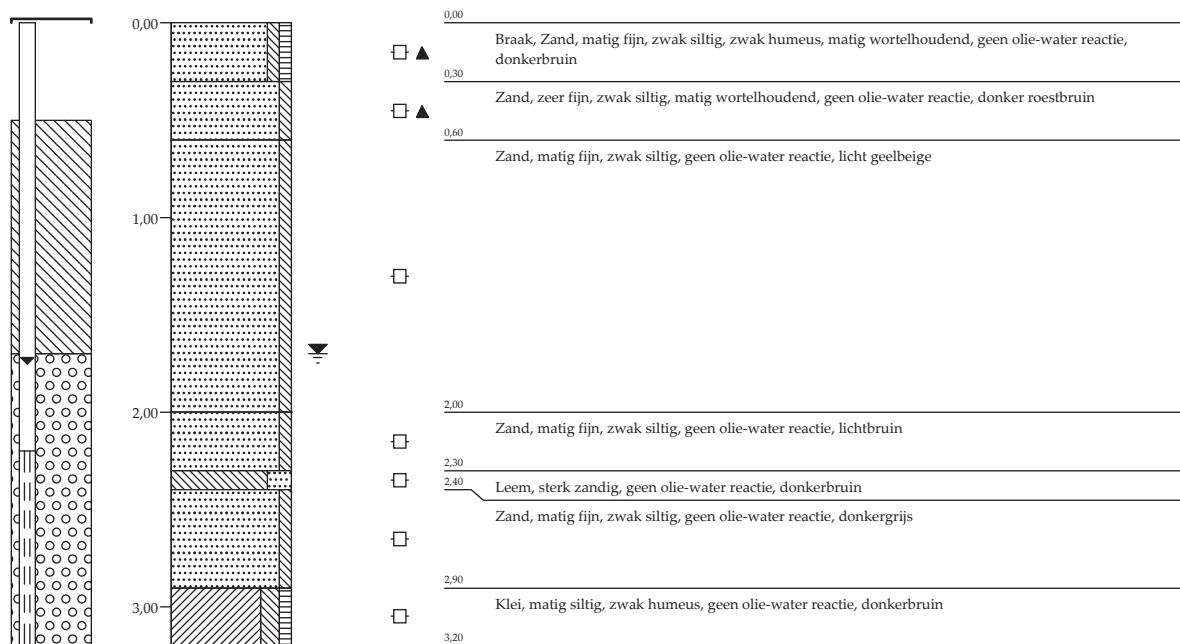 0,00
1,00
2,00
3,00
0,00
Braak, Zand, matig fijn, zwak siltig, zwak humeus, matig wortelhoudend, geen olie-water reactie,
donkerbruin
0,30
Zand, zeer fijn, zwak siltig, matig wortelhoudend, geen olie-water reactie, donker roestbruin
0,60
Zand, matig fijn, zwak siltig, geen olie-water reactie, licht geelbeige
2,00
Zand, matig fijn, zwak siltig, geen olie-water reactie, lichtbruin
2,30
2,40
Leem, sterk zandig, geen olie-water reactie, donkerbruin
Zand, matig fijn, zwak siltig, geen olie-water reactie, donkergrijs
2,90
Klei, matig siltig, zwak humeus, geen olie-water reactie, donkerbruin
3,20